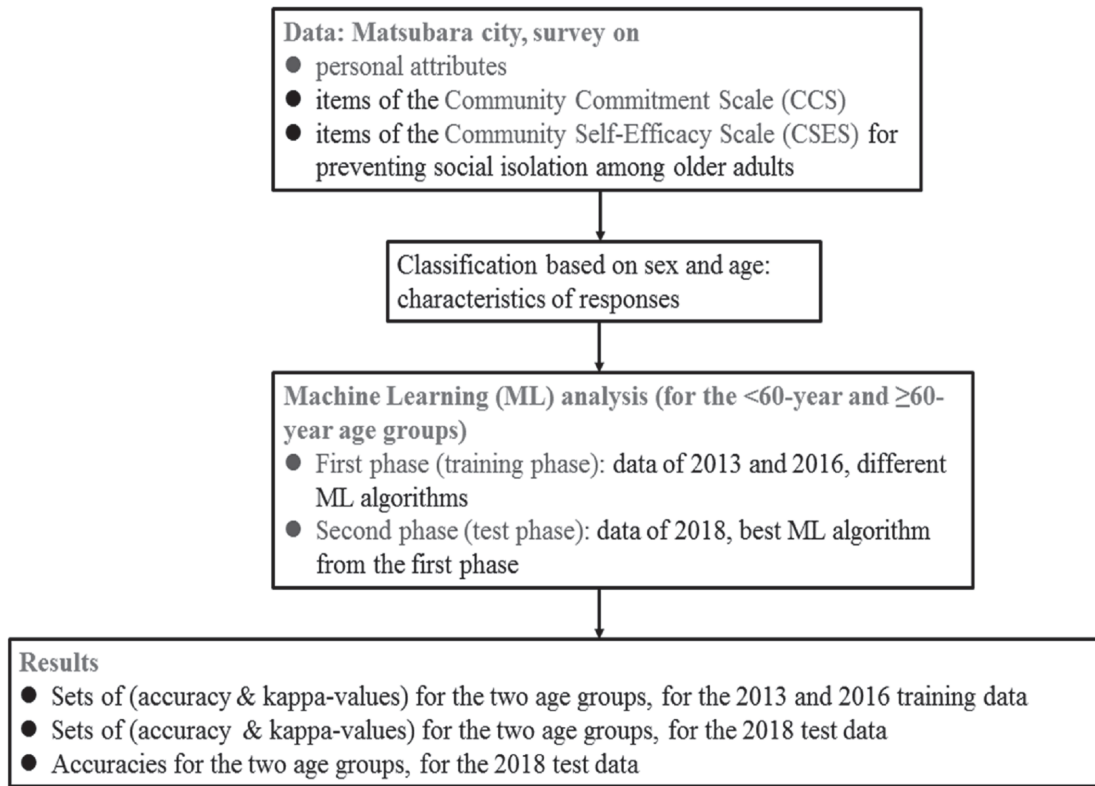 Data: Matsubara city, survey on
● personal attributes
● items of the Community Commitment Scale (CCS)
● items of the Community Self-Efficacy Scale (CSES) for
preventing social isolation among older adults
Classification based on sex and age:
characteristics of responses
Machine Learning (ML) analysis (for the <60-year and ≥60-
year age groups)
● First phase (training phase): data of 2013 and 2016, different
ML algorithms
● Second phase (test phase): data of 2018, best ML algorithm
from the first phase
Results
● Sets of (accuracy & kappa-values) for the two age groups, for the 2013 and 2016 training data
● Sets of (accuracy & kappa-values) for the two age groups, for the 2018 test data
● Accuracies for the two age groups, for the 2018 test data